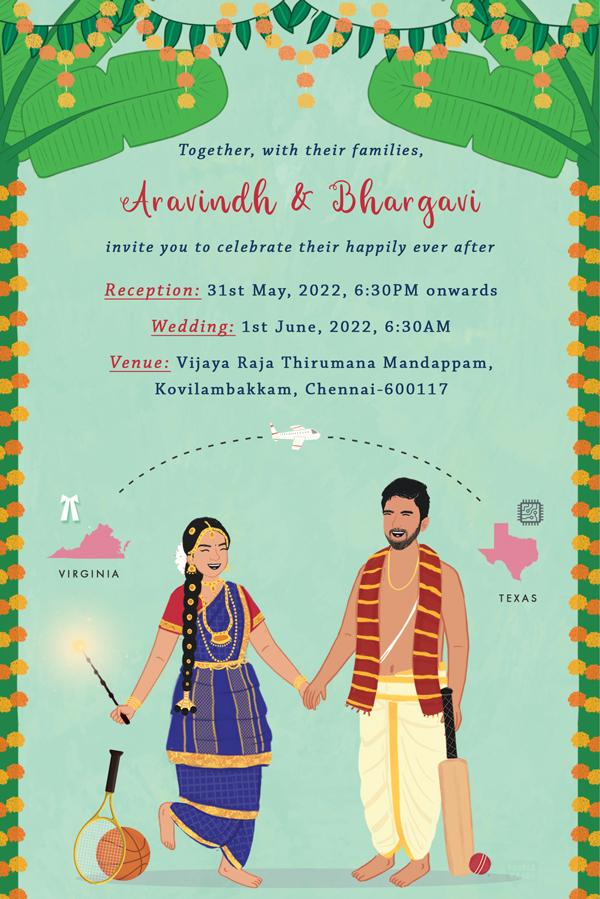 Together, with their families,
Aravindh & Bhargavi
invite you to celebrate their happily ever after
Reception: 31st May, 2022, 6:30PM onwards
Wedding: 1st June, 2022, 6:30AM
Venue: Vijaya Raja Thirumana Mandappam,
Kovilambakkam, Chennai-600117
VIRGINIA
TEXAS